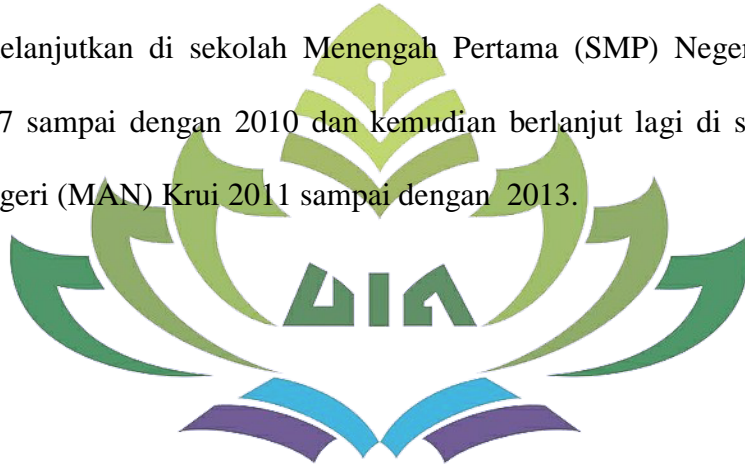 elanjutkan di sekolah Menengah Pertama (SMP) Neger
7 sampai dengan 2010 dan kemudian berlanjut lagi di s
geri (MAN) Krui 2011 sampai dengan 2013.
UIN